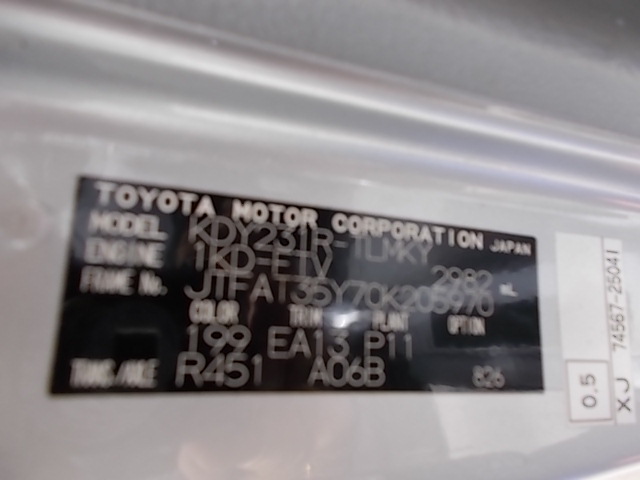 TOYOTA MOTOR CORPORATION JAPAN
MODEL KDY231R-TLMKY
ENGINE 1KD-FTV 2982 mL
FRAME No. JTFAT35Y70K205970
COLOR TRIM PLANT OPTION
199 EA13 P11
TRANS/AXLE R451 A06B 826
0.5
XJ 74567-25041